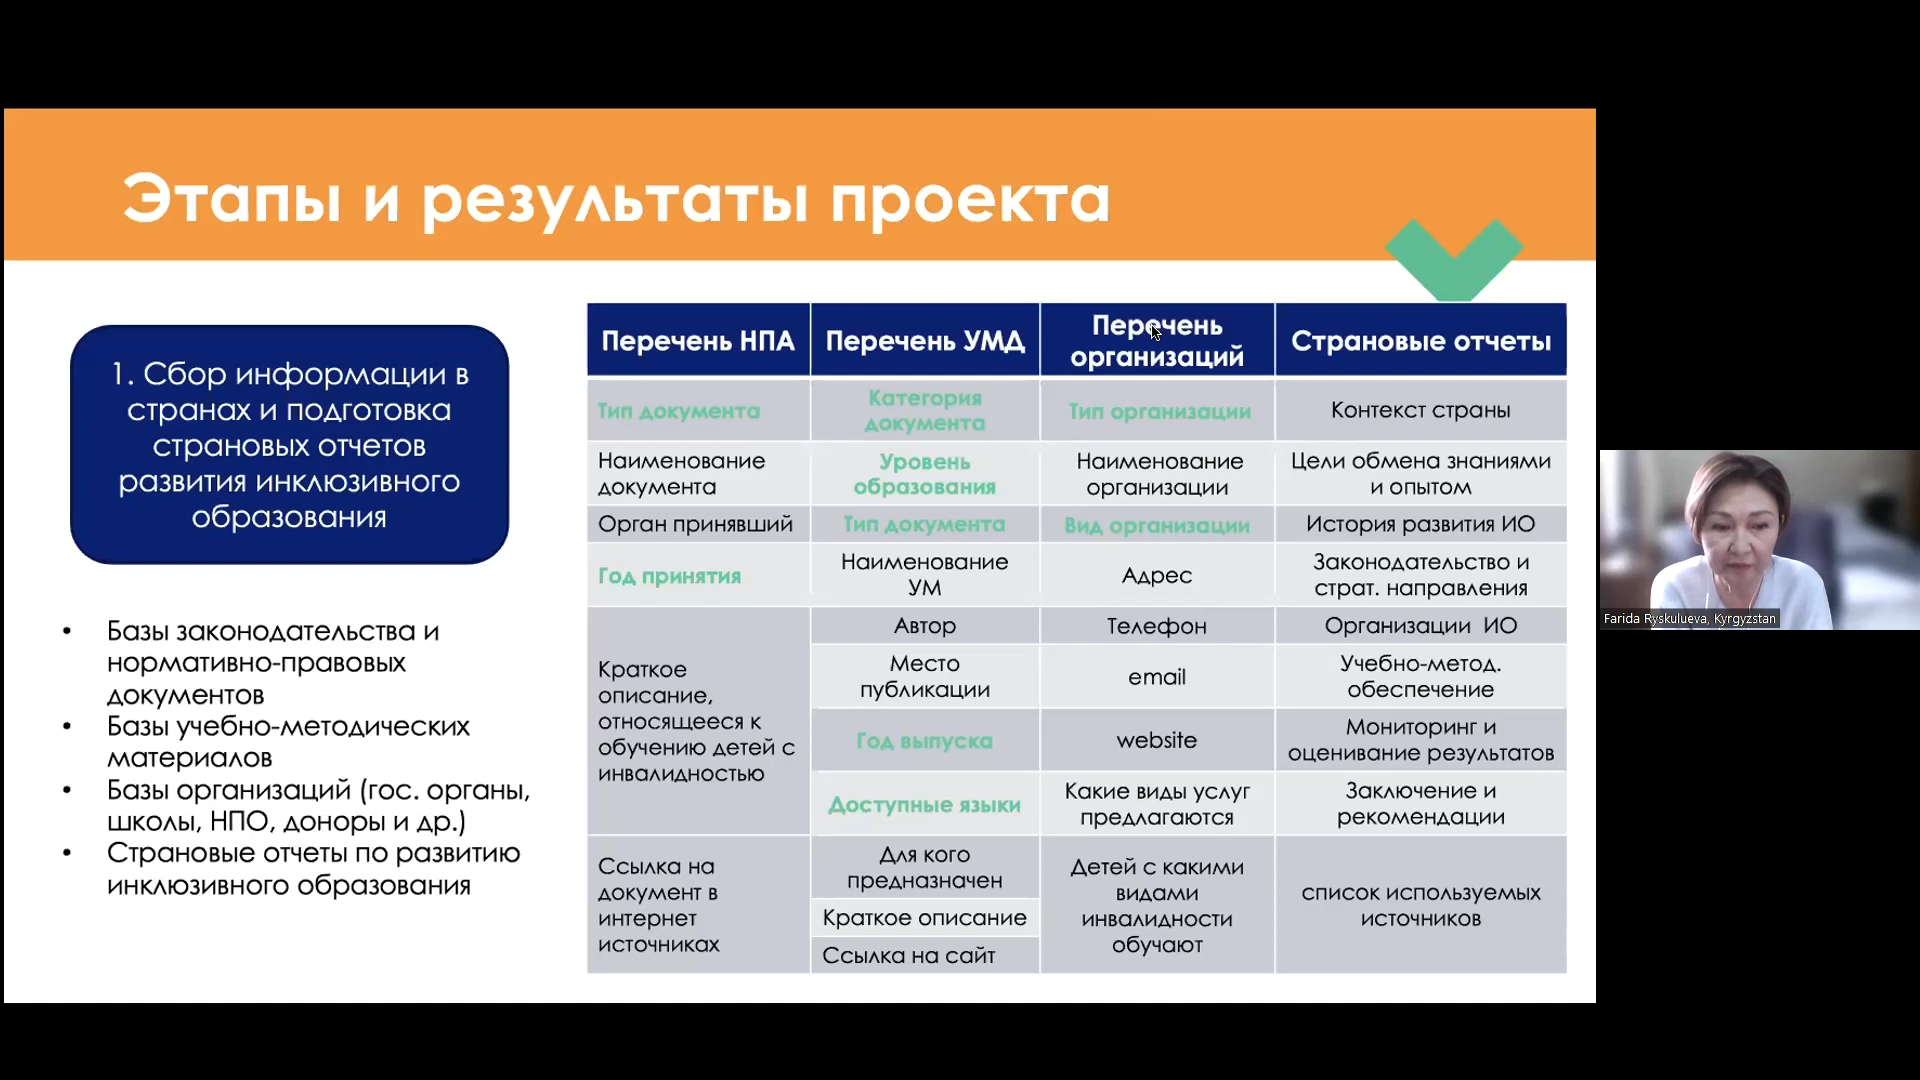 Этапы и результаты проекта
1. Сбор информации в
странах и подготовка
страновых отчетов
развития инклюзивного
образования
• Базы законодательства и
нормативно-правовых
документов
• Базы учебно-методических
материалов
• Базы организаций (гос. органы,
школы, НПО, доноры и др.)
• Страновые отчеты по развитию
инклюзивного образования
Перечень НПА
Перечень УМД
Перечень
организаций
Страновые отчеты
Тип документа
Категория
документа
Тип организации
Контекст страны
Наименование
документа
Уровень
образования
Наименование
организации
Цели обмена знаниями
и опытом
Орган принявший
Тип документа
Вид организации
История развития ИО
Год принятия
Наименование
УМ
Адрес
Законодательство и
страт. направления
Краткое
описание,
относящееся к
обучению детей с
инвалидностью
Автор
Телефон
Организации ИО
Место
публикации
email
Учебно-метод.
обеспечение
Год выпуска
website
Мониторинг и
оценивание результатов
Доступные языки
Какие виды услуг
предлагаются
Заключение и
рекомендации
Ссылка на
документ в
интернет
источниках
Для кого
предназначен
Краткое описание
Ссылка на сайт
Детей с какими
видами
инвалидности
обучают
список используемых
источников
Farida Ryskulueva, Kyrgyzstan